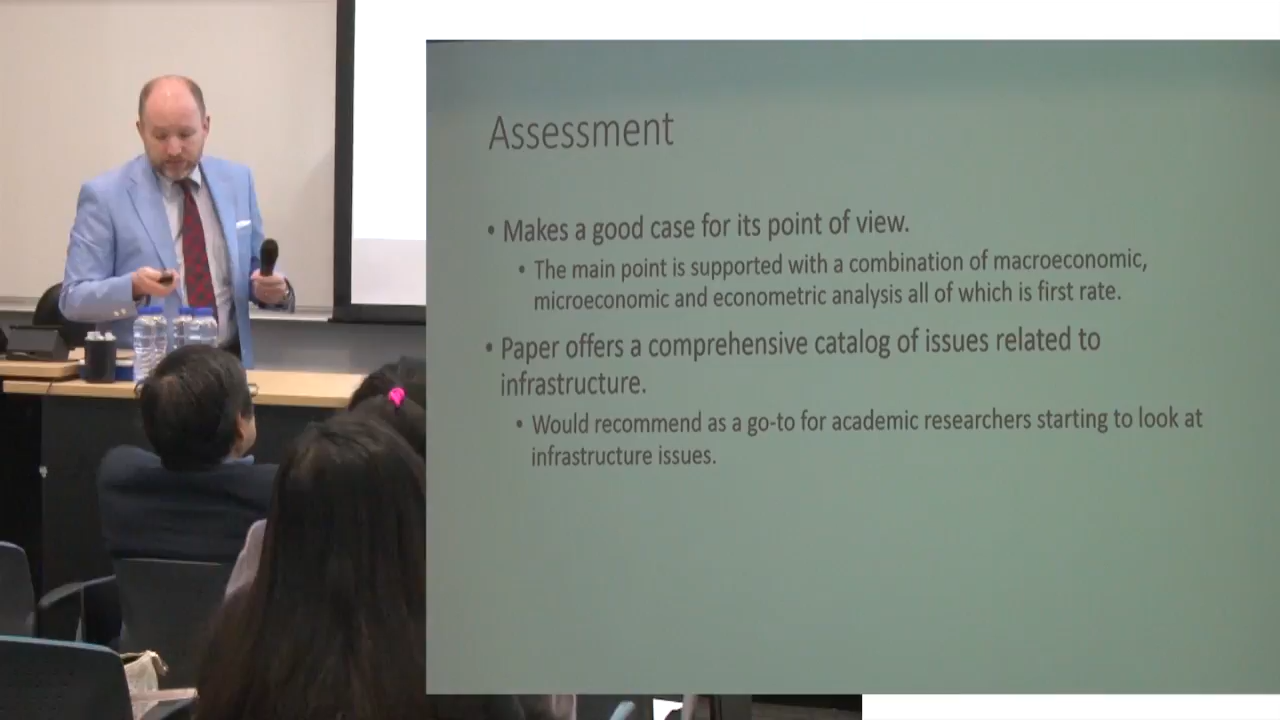 Assessment
• Makes a good case for its point of view.
• The main point is supported with a combination of macroeconomic,
microeconomic and econometric analysis all of which is first rate.
• Paper offers a comprehensive catalog of issues related to
infrastructure.
• Would recommend as a go-to for academic researchers starting to look at
infrastructure issues.